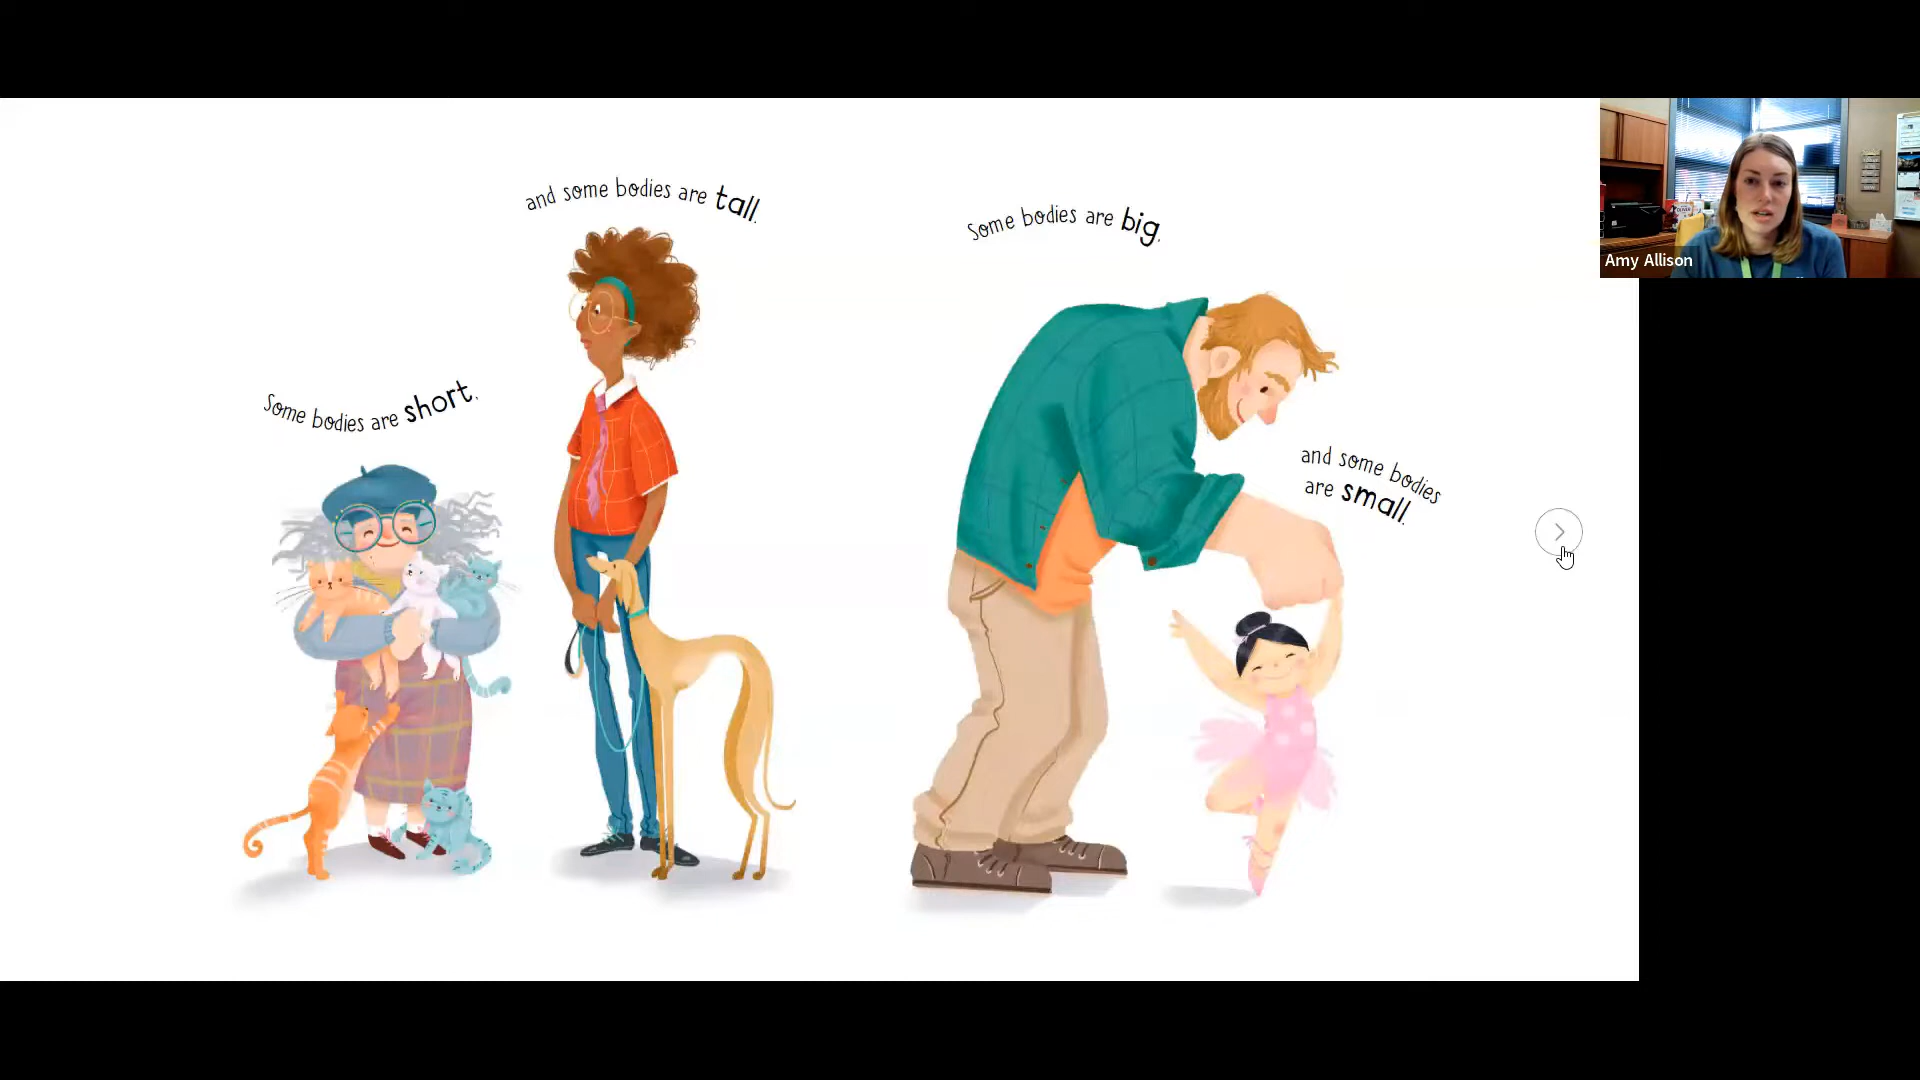 Some bodies are short,
and some bodies are tall.
Some bodies are big,
and some bodies
are small.
Amy Allison